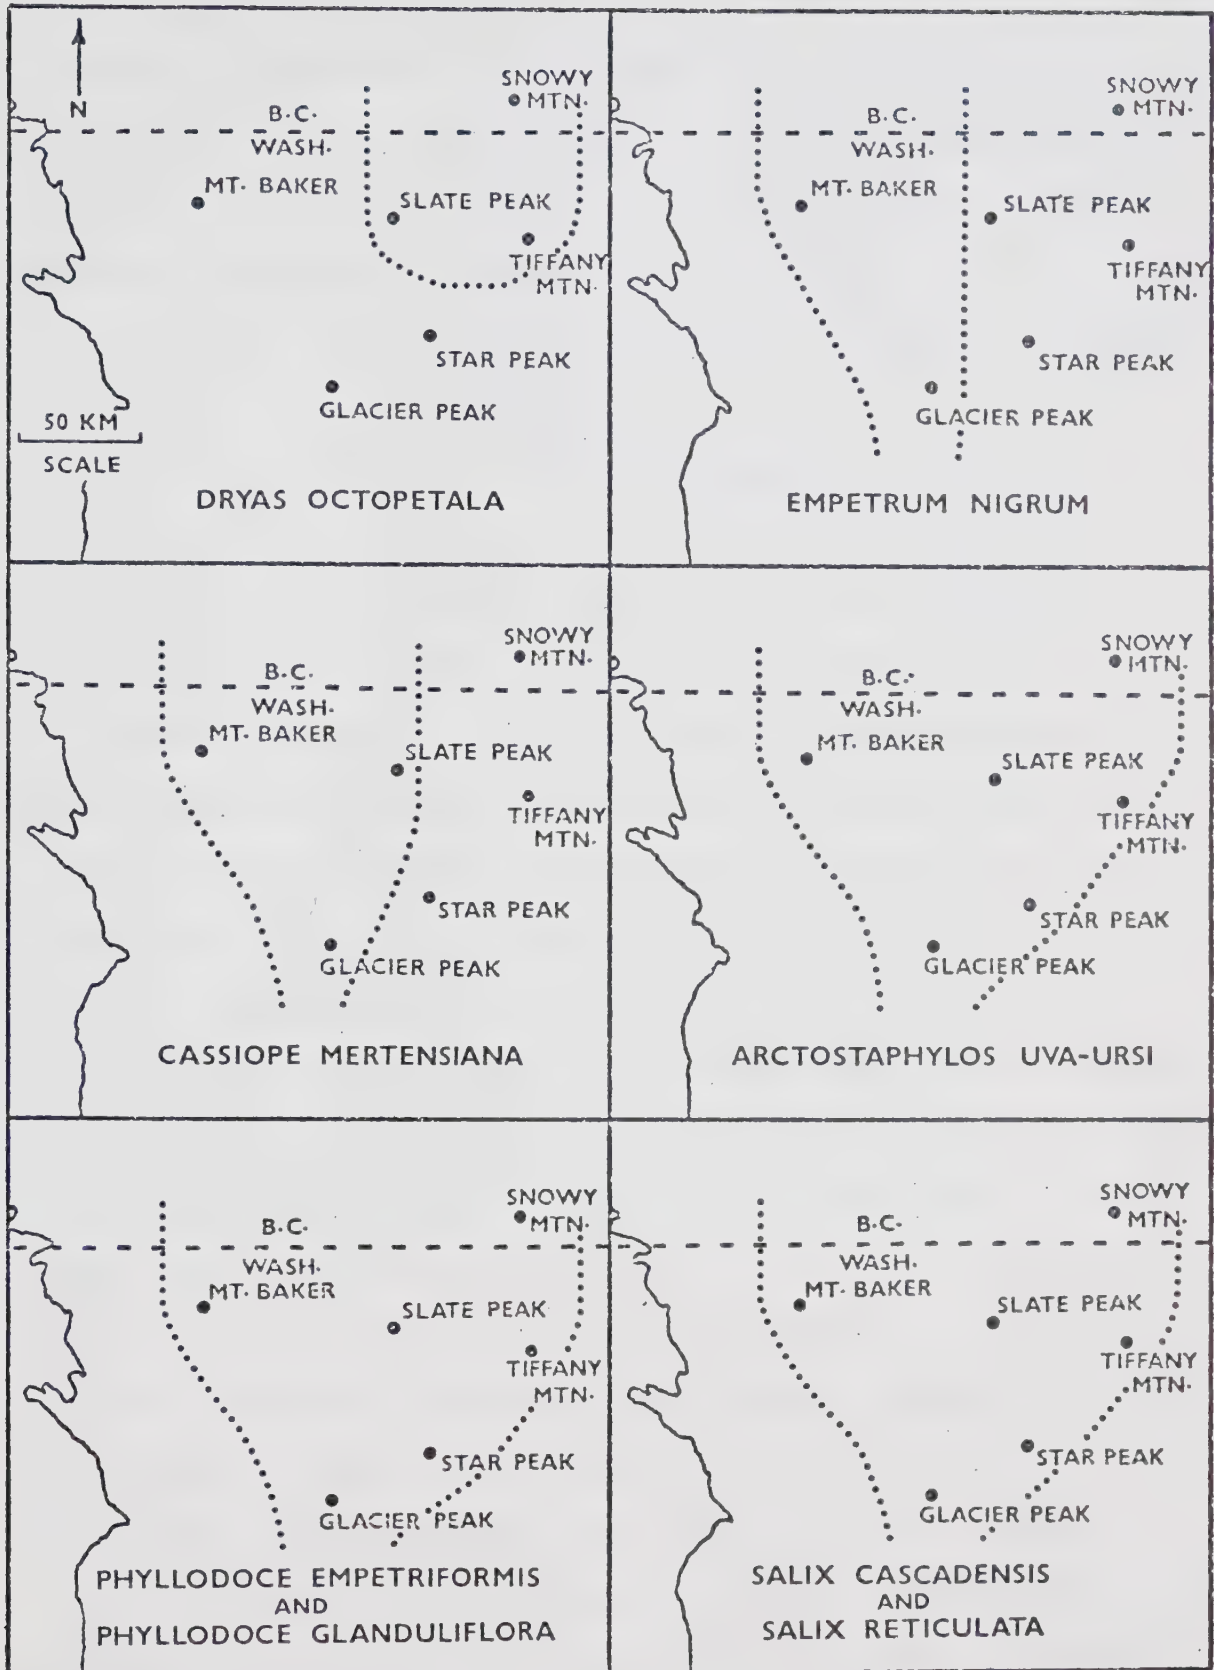 N
B.C.
WASH.
MT. BAKER
SNOWY
MTN.
SLATE PEAK
TIFFANY
MTN.
STAR PEAK
GLACIER PEAK
50 KM
SCALE
DRYAS OCTOPETALA
SNOWY
MTN.
B.C.
WASH.
MT. BAKER
SLATE PEAK
TIFFANY
MTN.
STAR PEAK
GLACIER PEAK
EMPETRUM NIGRUM
SNOWY
MTN.
B.C.
WASH.
MT. BAKER
SLATE PEAK
TIFFANY
MTN.
STAR PEAK
GLACIER PEAK
CASSIOPE MERTENSIANA
SNOWY
MTN.
B.C.
WASH.
MT. BAKER
SLATE PEAK
TIFFANY
MTN.
STAR PEAK
GLACIER PEAK
ARCTOSTAPHYLOS UVA-URSI
SNOWY
MTN.
B.C.
WASH.
MT. BAKER
SLATE PEAK
TIFFANY
MTN.
STAR PEAK
GLACIER PEAK
PHYLLODOCE EMPETRIFORMIS
AND
PHYLLODOCE GLANDULIFLORA
SNOWY
MTN.
B.C.
WASH.
MT. BAKER
SLATE PEAK
TIFFANY
MTN.
STAR PEAK
GLACIER PEAK
SALIX CASCADENSIS
AND
SALIX RETICULATA